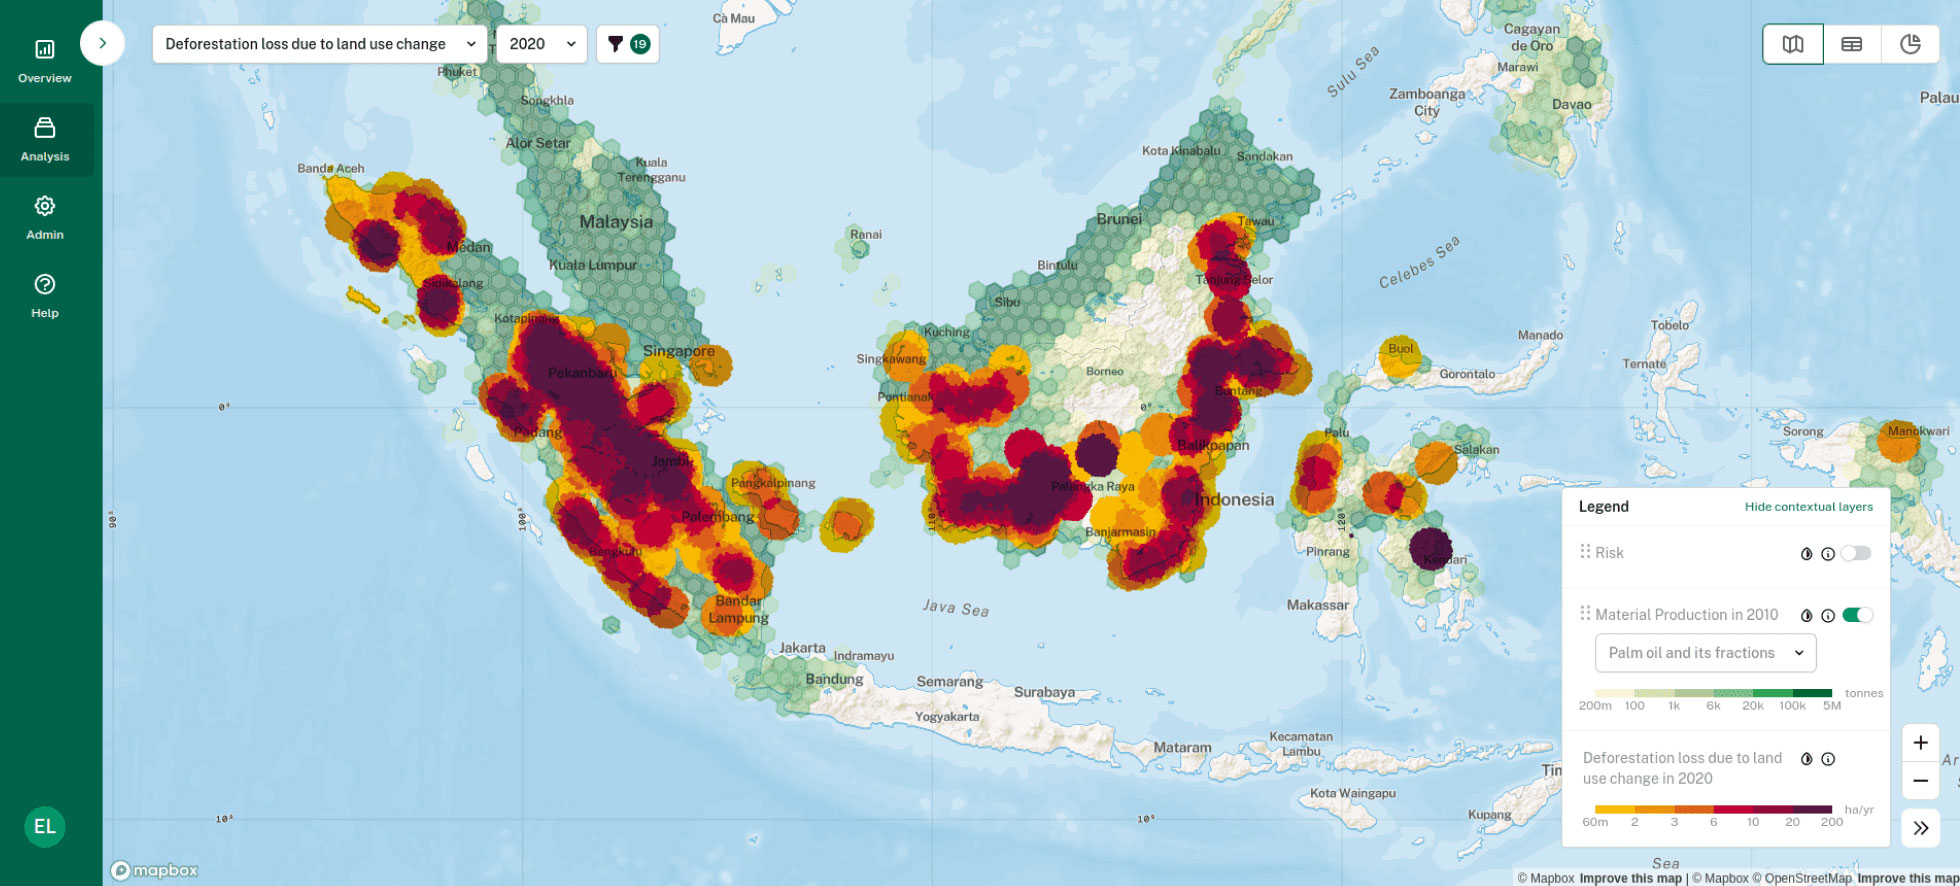 Overview
Analysis
Admin
Help
EL
Deforestation loss due to land use change
2020
19
Cà Mau
Phuket
Songkhla
Alor Setar
Kuala
Terengganu
Banda Aceh
Malaysia
Medan
Kuala Lumpur
Sidikalang
Kotapinang
Singapore
Pekanbaru
Padang
Jambi
Pangkalpinang
Palembang
Bengkulu
Bandar
Lampung
Jakarta
Indramayu
Bandung
Semarang
Surabaya
Yogyakarta
Java Sea
Ranai
Kuching
Sibu
Bintulu
Brunei
Kota Kinabalu
Sandakan
Tawau
Tanjung Selor
Singkawang
Pontianak
Borneo
Bontang
Balikpapan
Palangka Raya
Indonesia
Banjarmasin
Sulu Sea
Celebes Sea
Zamboanga
City
Cagayan
de Oro
Marawi
Davao
Palau
Manado
Tobelo
Ternate
Buol
Gorontalo
Palu
Salakan
Sorong
Manokwari
Pinrang
Kendari
Makassar
Mataram
Kecamatan
Lambu
Kota Waingapu
Kupang
Sea
0°
0°
10°
10°
90°
100°
110°
120°
Legend
Hide contextual layers
Risk
Material Production in 2010
Palm oil and its fractions
tonnes
200m 100 1k 6k 20k 100k 5M
Deforestation loss due to land
use change in 2020
ha/yr
60m 2 3 6 10 20 200
mapbox
© Mapbox Improve this map | © Mapbox © OpenStreetMap Improve this map